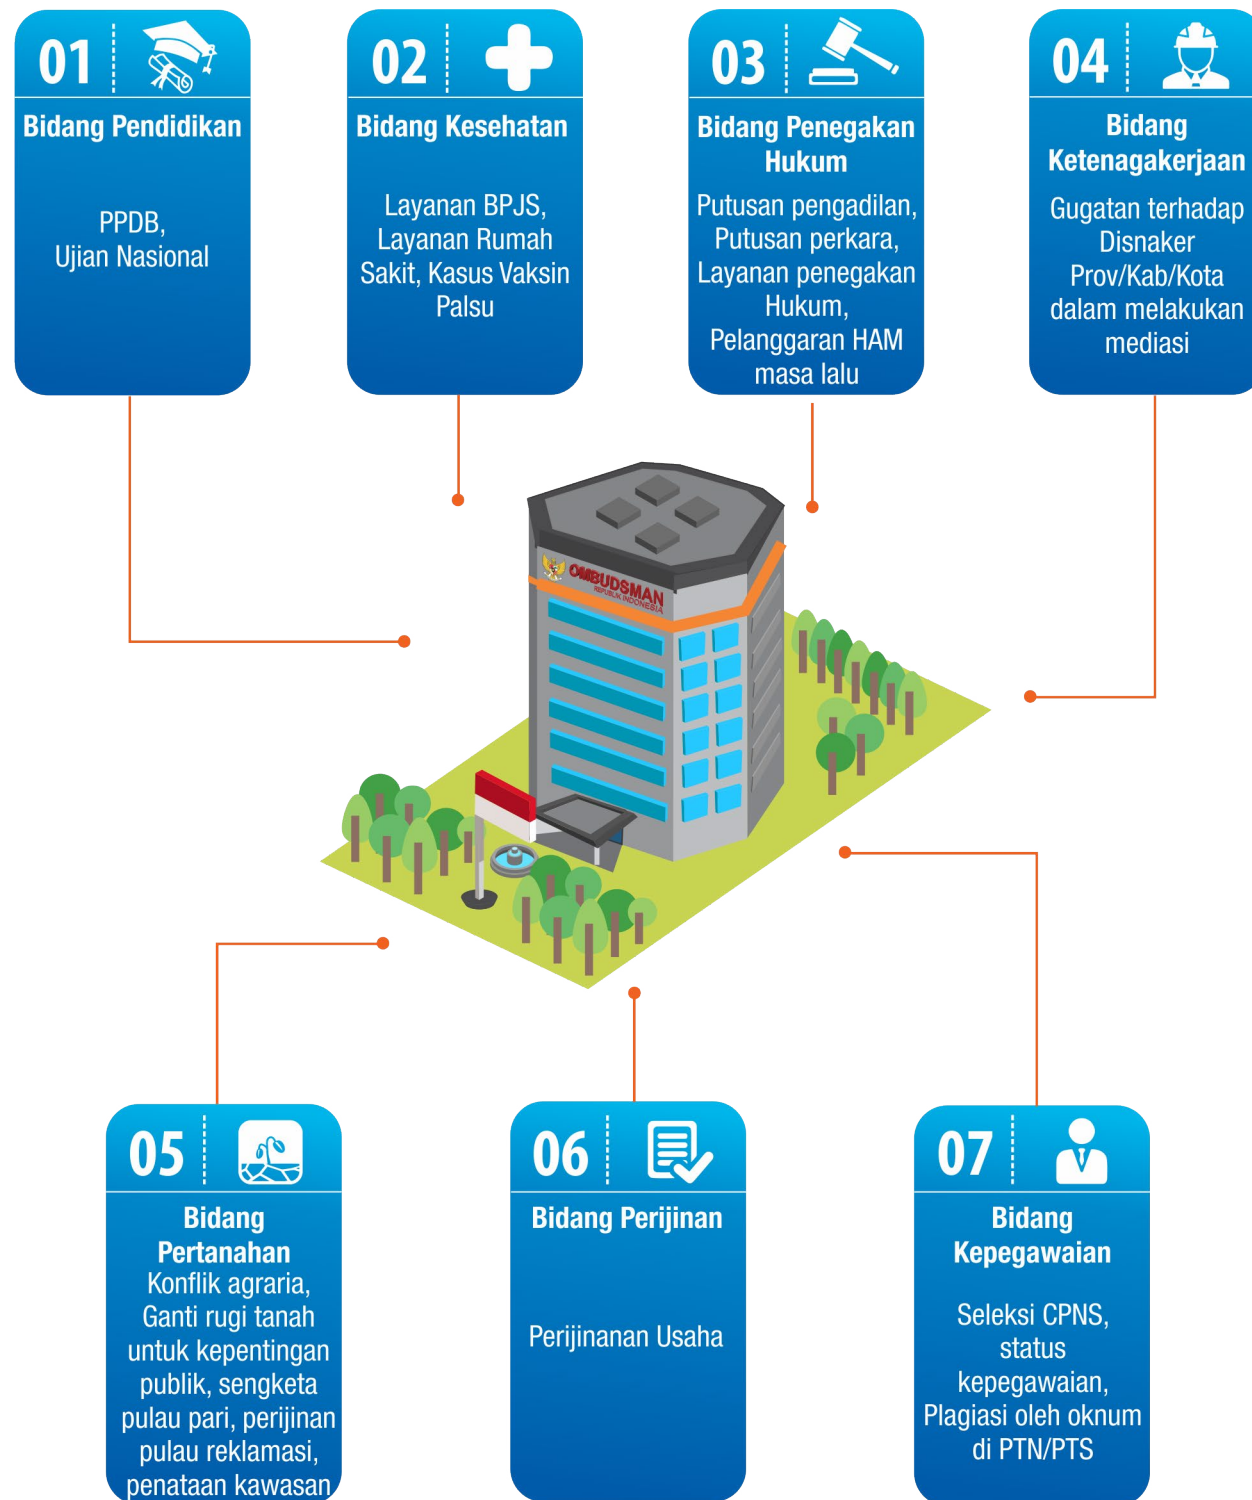 01
Bidang Pendidikan
PPDB,
Ujian Nasional
02
Bidang Kesehatan
Layanan BPJS,
Layanan Rumah
Sakit, Kasus Vaksin
Palsu
03
Bidang Penegakan
Hukum
Putusan pengadilan,
Putusan perkara,
Layanan penegakan
Hukum,
Pelanggaran HAM
masa lalu
04
Bidang
Ketenagakerjaan
Gugatan terhadap
Disnaker
Prov/Kab/Kota
dalam melakukan
mediasi
OMBUDSMAN
REPUBLIK INDONESIA
05
Bidang
Pertanahan
Konflik agraria,
Ganti rugi tanah
untuk kepentingan
publik, sengketa
pulau pari, perijinan
pulau reklamasi,
penataan kawasan
06
Bidang Perijinan
Perijinanan Usaha
07
Bidang
Kepegawaian
Seleksi CPNS,
status
kepegawaian,
Plagiasi oleh oknum
di PTN/PTS